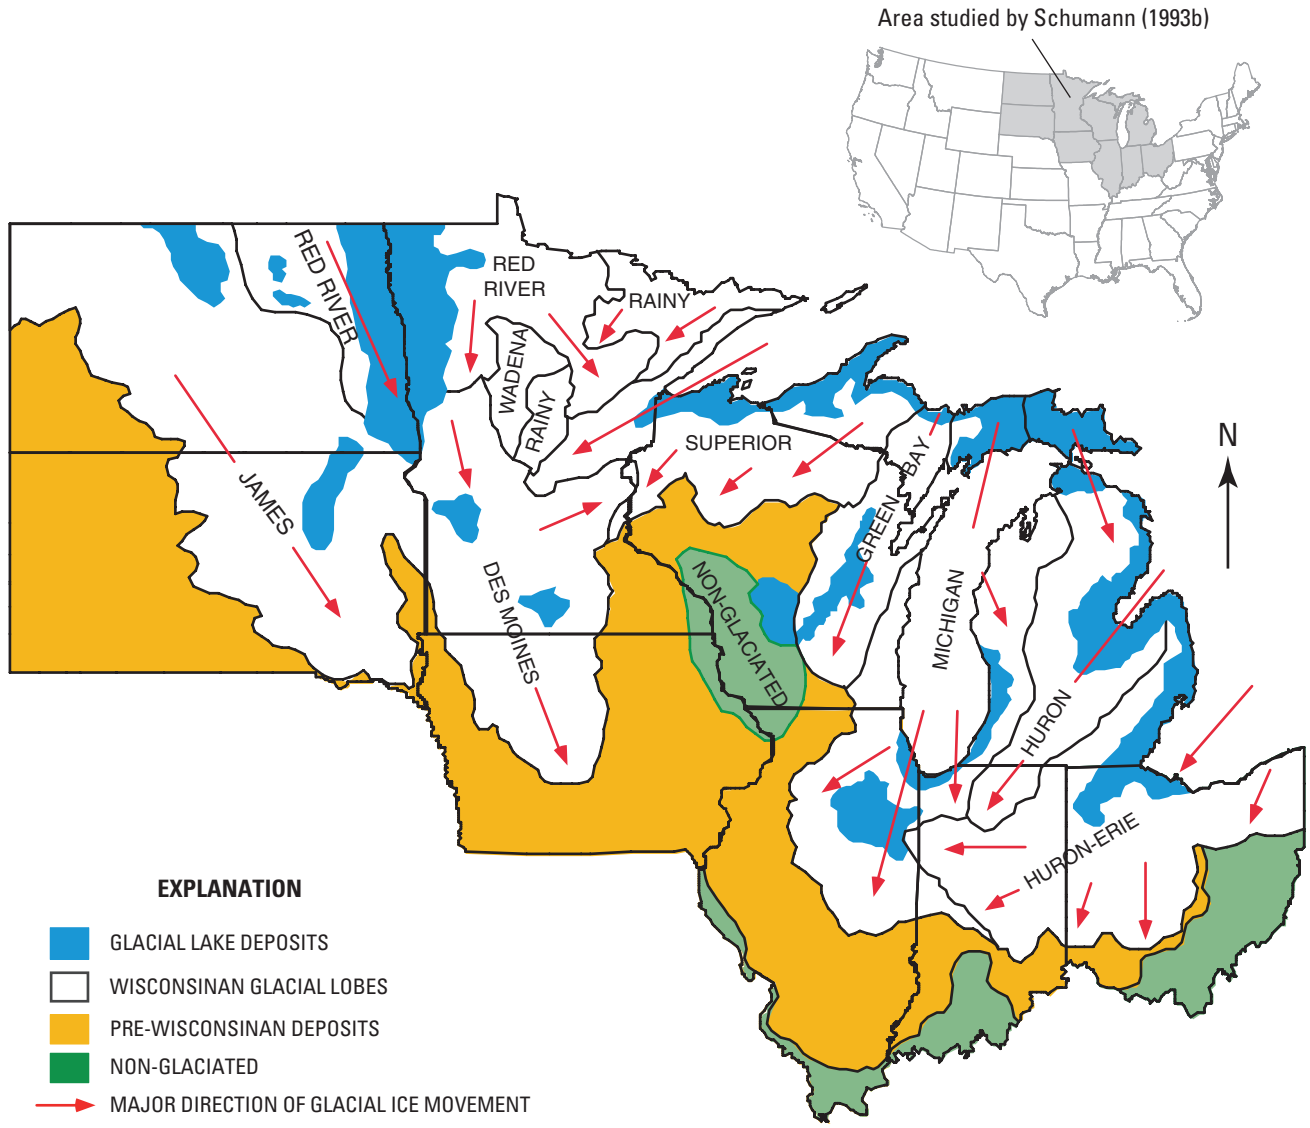 Area studied by Schumann (1993b)
RED RIVER
RED
RIVER
RAINY
WADENA
RAINY
SUPERIOR
GREEN BAY
N
JAMES
DES MOINES
NON-GLACIATED
MICHIGAN
HURON
HURON-ERIE
EXPLANATION
GLACIAL LAKE DEPOSITS
WISCONSINAN GLACIAL LOBES
PRE-WISCONSINAN DEPOSITS
NON-GLACIATED
MAJOR DIRECTION OF GLACIAL ICE MOVEMENT